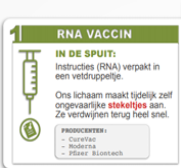 1
RNA VACCIN
IN DE SPUIT:
Instructies (RNA) verpakt in
een vetdruppeltje.
Ons lichaam maakt tijdelijk zelf
ongevaarlijke stekeltjes aan.
Ze verdwijnen terug heel snel.
PRODUCENTEN:
- CureVac
- Moderna
- Pfizer Biontech